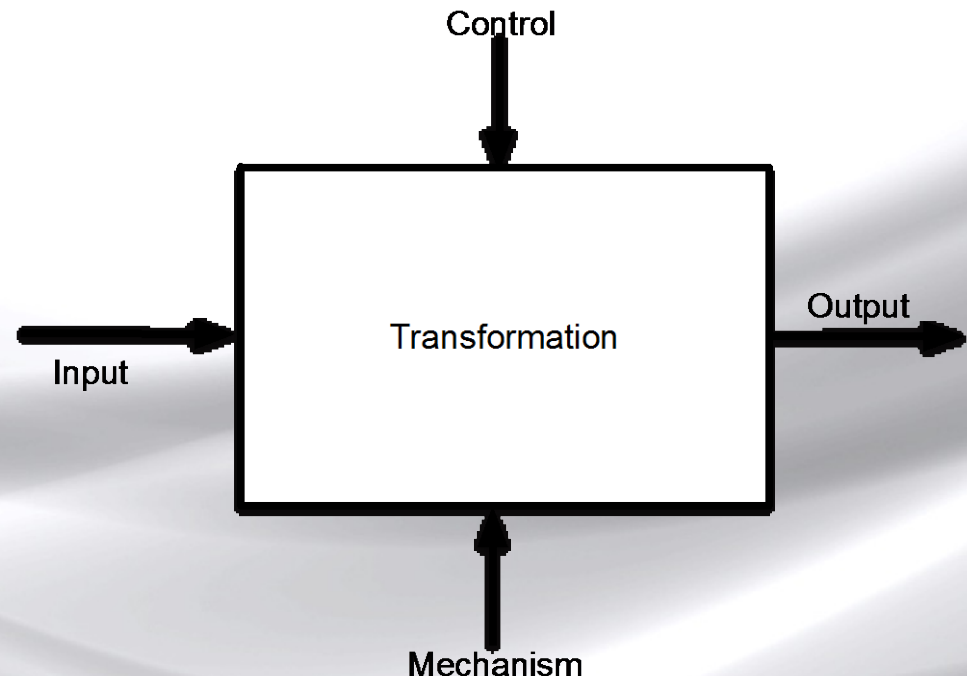 Control
Output
Transformation
Input
Mechanism